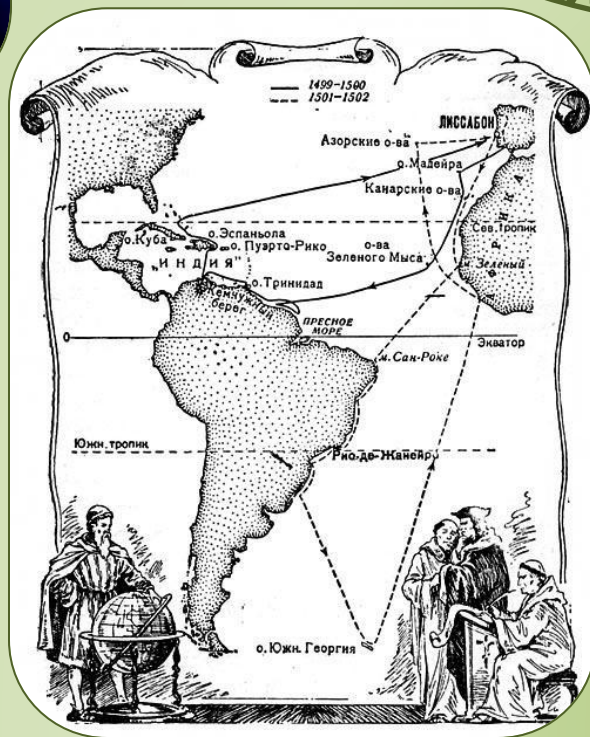 1499-1500
1501-1502
ЛИССАБОН
Азорские о-ва
о. Мадейра
Канарские о-ва
АФРИКА
Сев. тропик
о. Куба
о. Эспаньола
о. Пуэрто-Рико
о-ва
Зеленого Мыса
м. Зеленый
„ИНДИЯ"
о. Тринидад
Жемчужный
берег
ПРЕСНОЕ
МОРЕ
0
Экватор
м. Сан-Роке
Южн. тропик
Рио-де-Жанейро
о. Южн. Георгия